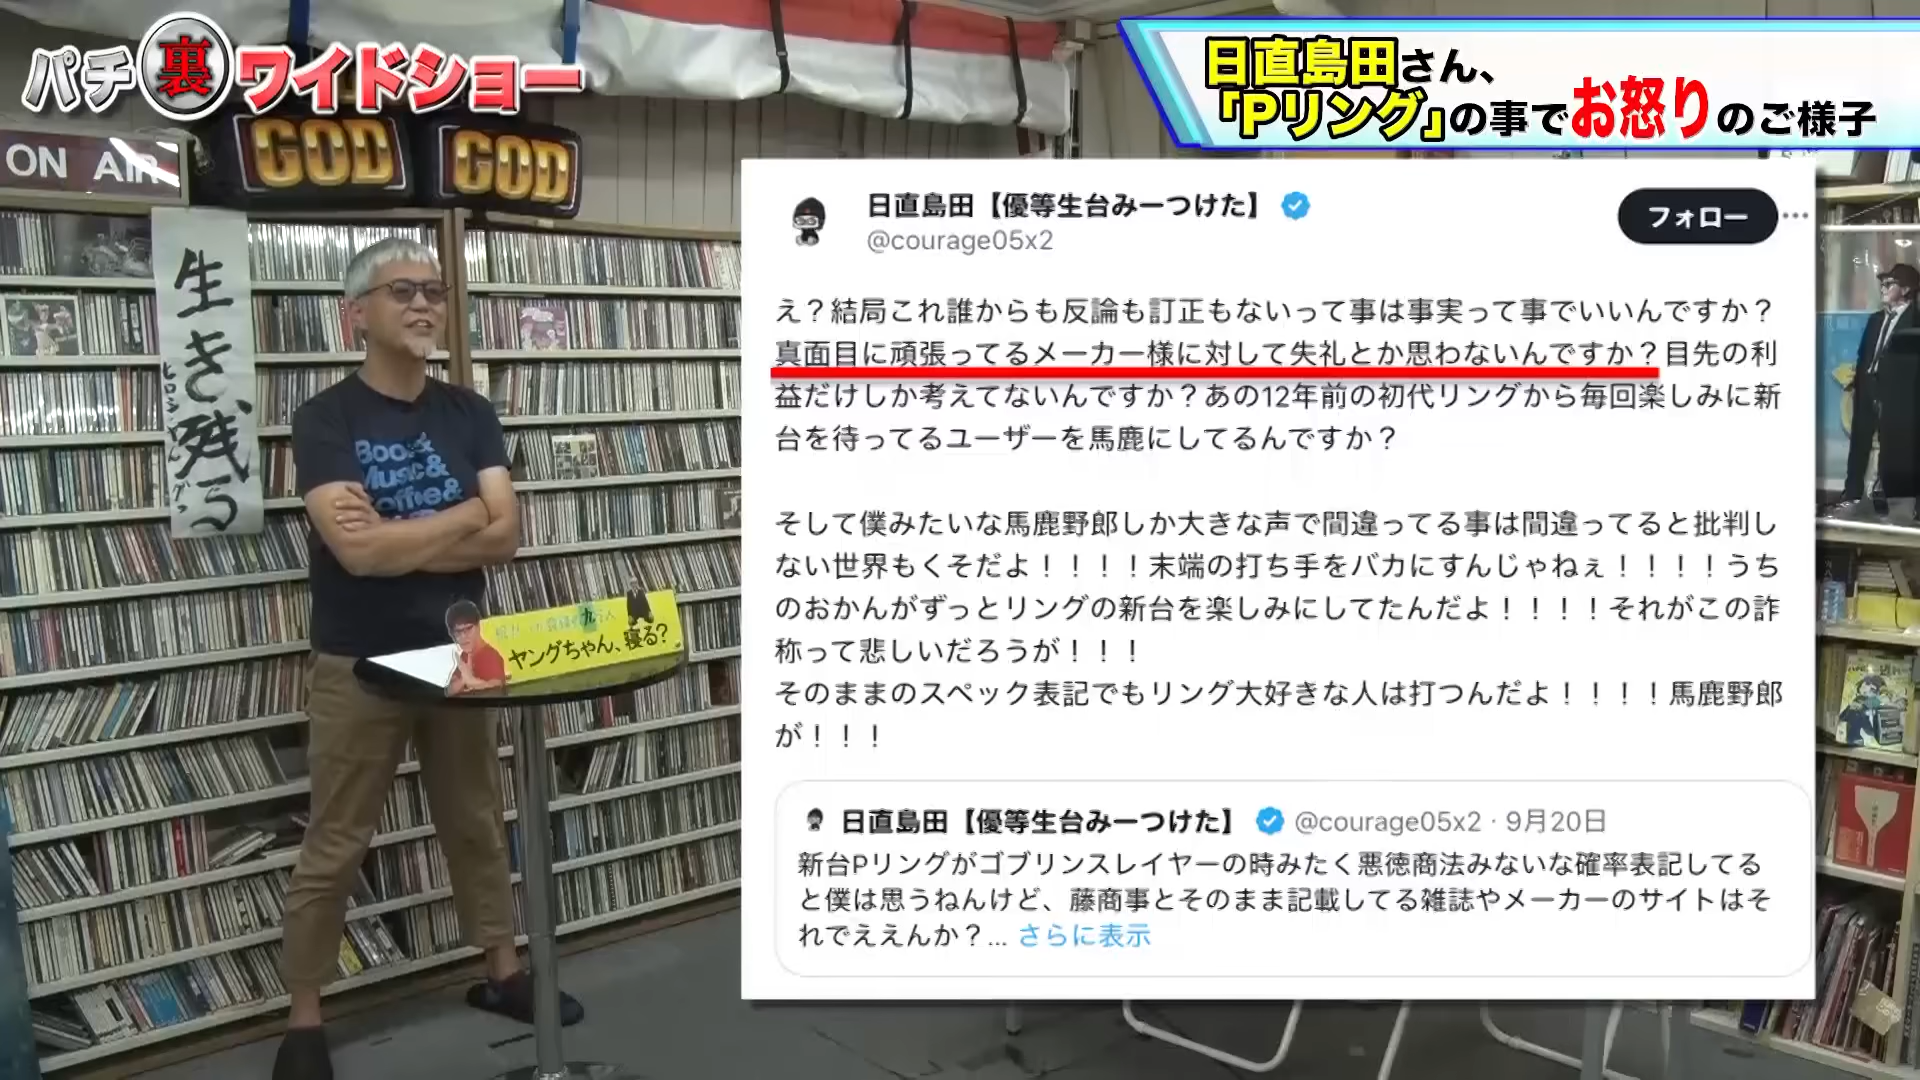 パチ裏ワイドショー
日直島田さん、
「Pリング」の事でお怒りのご様子
ON AIR
GOD
GOD
生き残る
Book&
Music&
Coffee&
ヤングちゃん、寝る?
日直島田【優等生台みーつけた】
@courage05x2
フォロー
え？結局これ誰からも反論も訂正もないって事は事実って事でいいんですか？
真面目に頑張ってるメーカー様に対して失礼とか思わないんですか？目先の利
益だけしか考えてないんですか？あの12年前の初代リングから毎回楽しみに新
台を待ってるユーザーを馬鹿にしてるんですか？
そして僕みたいな馬鹿野郎しか大きな声で間違ってる事は間違ってると批判し
ない世界もくそだよ！！！！末端の打ち手をバカにすんじゃねぇ！！！！うち
のおかんがずっとリングの新台を楽しみにしてたんだよ！！！！それがこの詐
称って悲しいだろうが！！！
そのままのスペック表記でもリング大好きな人は打つんだよ！！！！馬鹿野郎
が！！！
日直島田【優等生台みーつけた】 @courage05x2 · 9月20日
新台Pリングがゴブリンスレイヤーの時みたく悪徳商法みないな確率表記してる
と僕は思うねんけど、藤商事とそのまま記載してる雑誌やメーカーのサイトはそ
れでええんか？... さらに表示